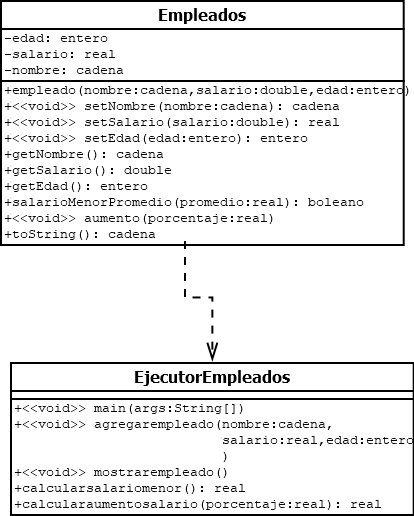 Empleados
-edad: entero
-salario: real
-nombre: cadena
+empleado(nombre:cadena,salario:double,edad:entero)
+<<void>> setNombre(nombre:cadena): cadena
+<<void>> setSalario(salario:double): real
+<<void>> setEdad(edad:entero): entero
+getNombre(): cadena
+getSalario(): double
+getEdad(): entero
+salarioMenorPromedio(promedio:real): boleano
+<<void>> aumento(porcentaje:real)
+toString(): cadena
EjecutorEmpleados
+<<void>> main(args:String[])
+<<void>> agregarempleado(nombre:cadena,
salario:real,edad:entero
)
+<<void>> mostrarempleado()
+calcularsalariomenor(): real
+calcularaumentosalario(porcentaje:real): real